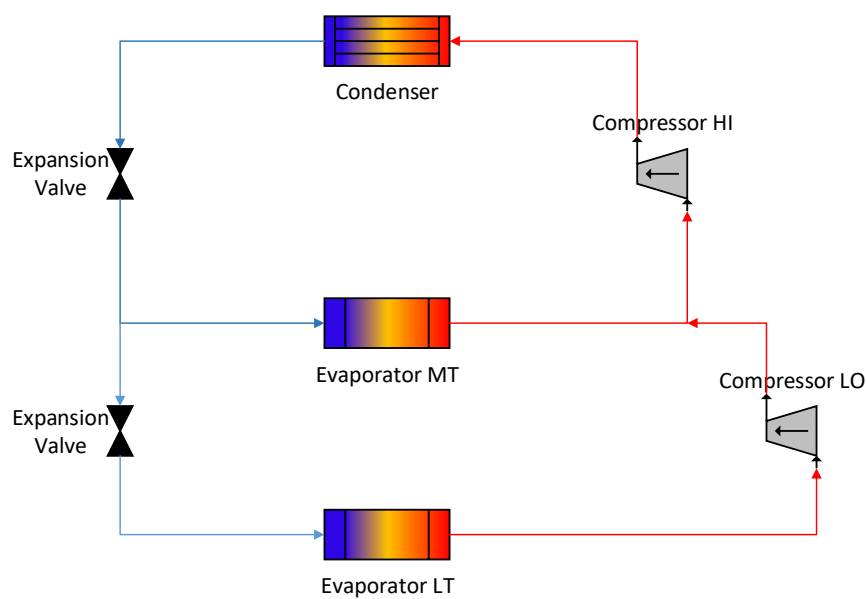 Condenser
Compressor HI
Expansion
Valve
Evaporator MT
Compressor LO
Expansion
Valve
Evaporator LT